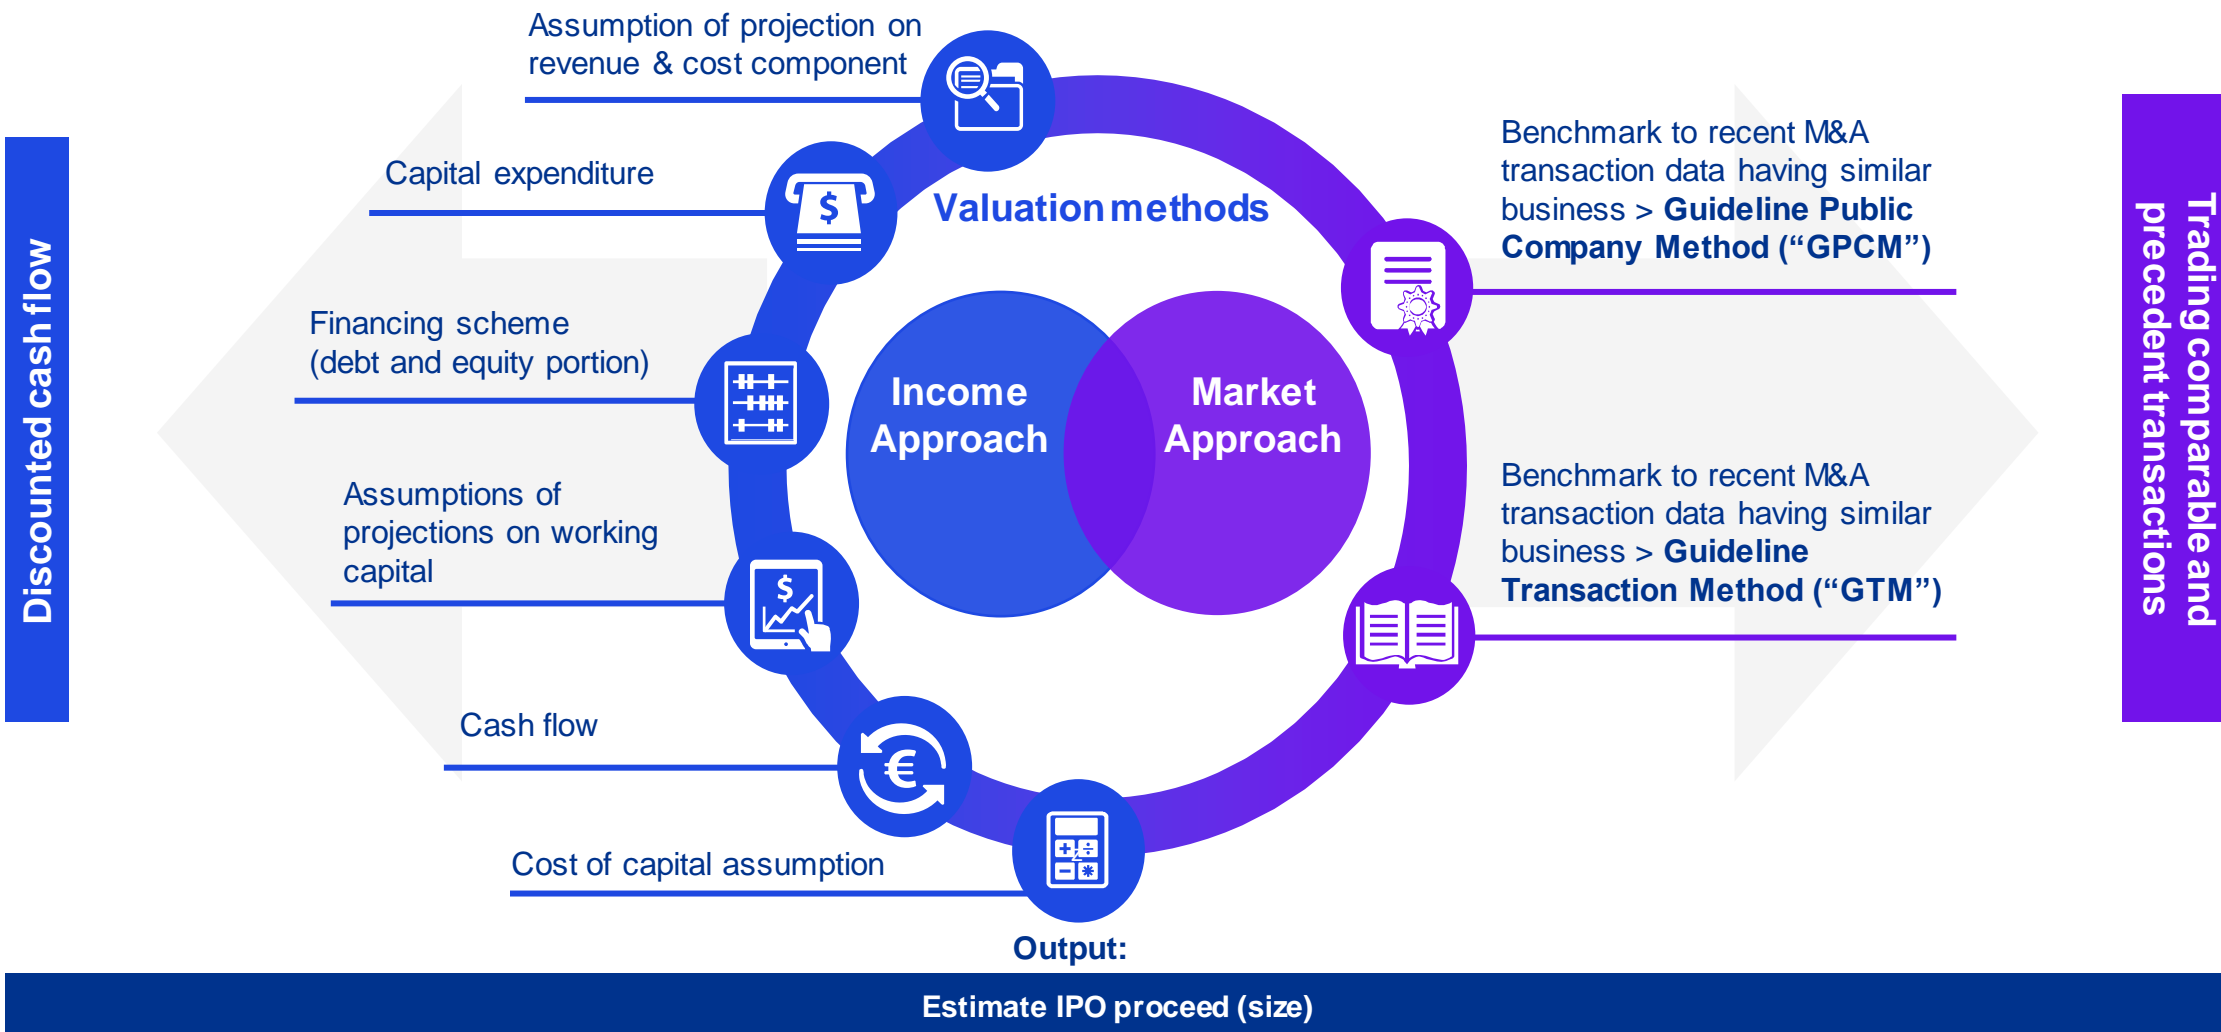 Assumption of projection on
revenue & cost component
Capital expenditure
Financing scheme
(debt and equity portion)
Assumptions of
projections on working
capital
Cash flow
Cost of capital assumption
Discounted cash flow
Valuation methods
Income
Approach
Market
Approach
Benchmark to recent M&A
transaction data having similar
business > Guideline Public
Company Method (“GPCM”)
Benchmark to recent M&A
transaction data having similar
business > Guideline
Transaction Method (“GTM”)
Trading comparable and
precedent transactions
$
$
€
z
Output:
Estimate IPO proceed (size)